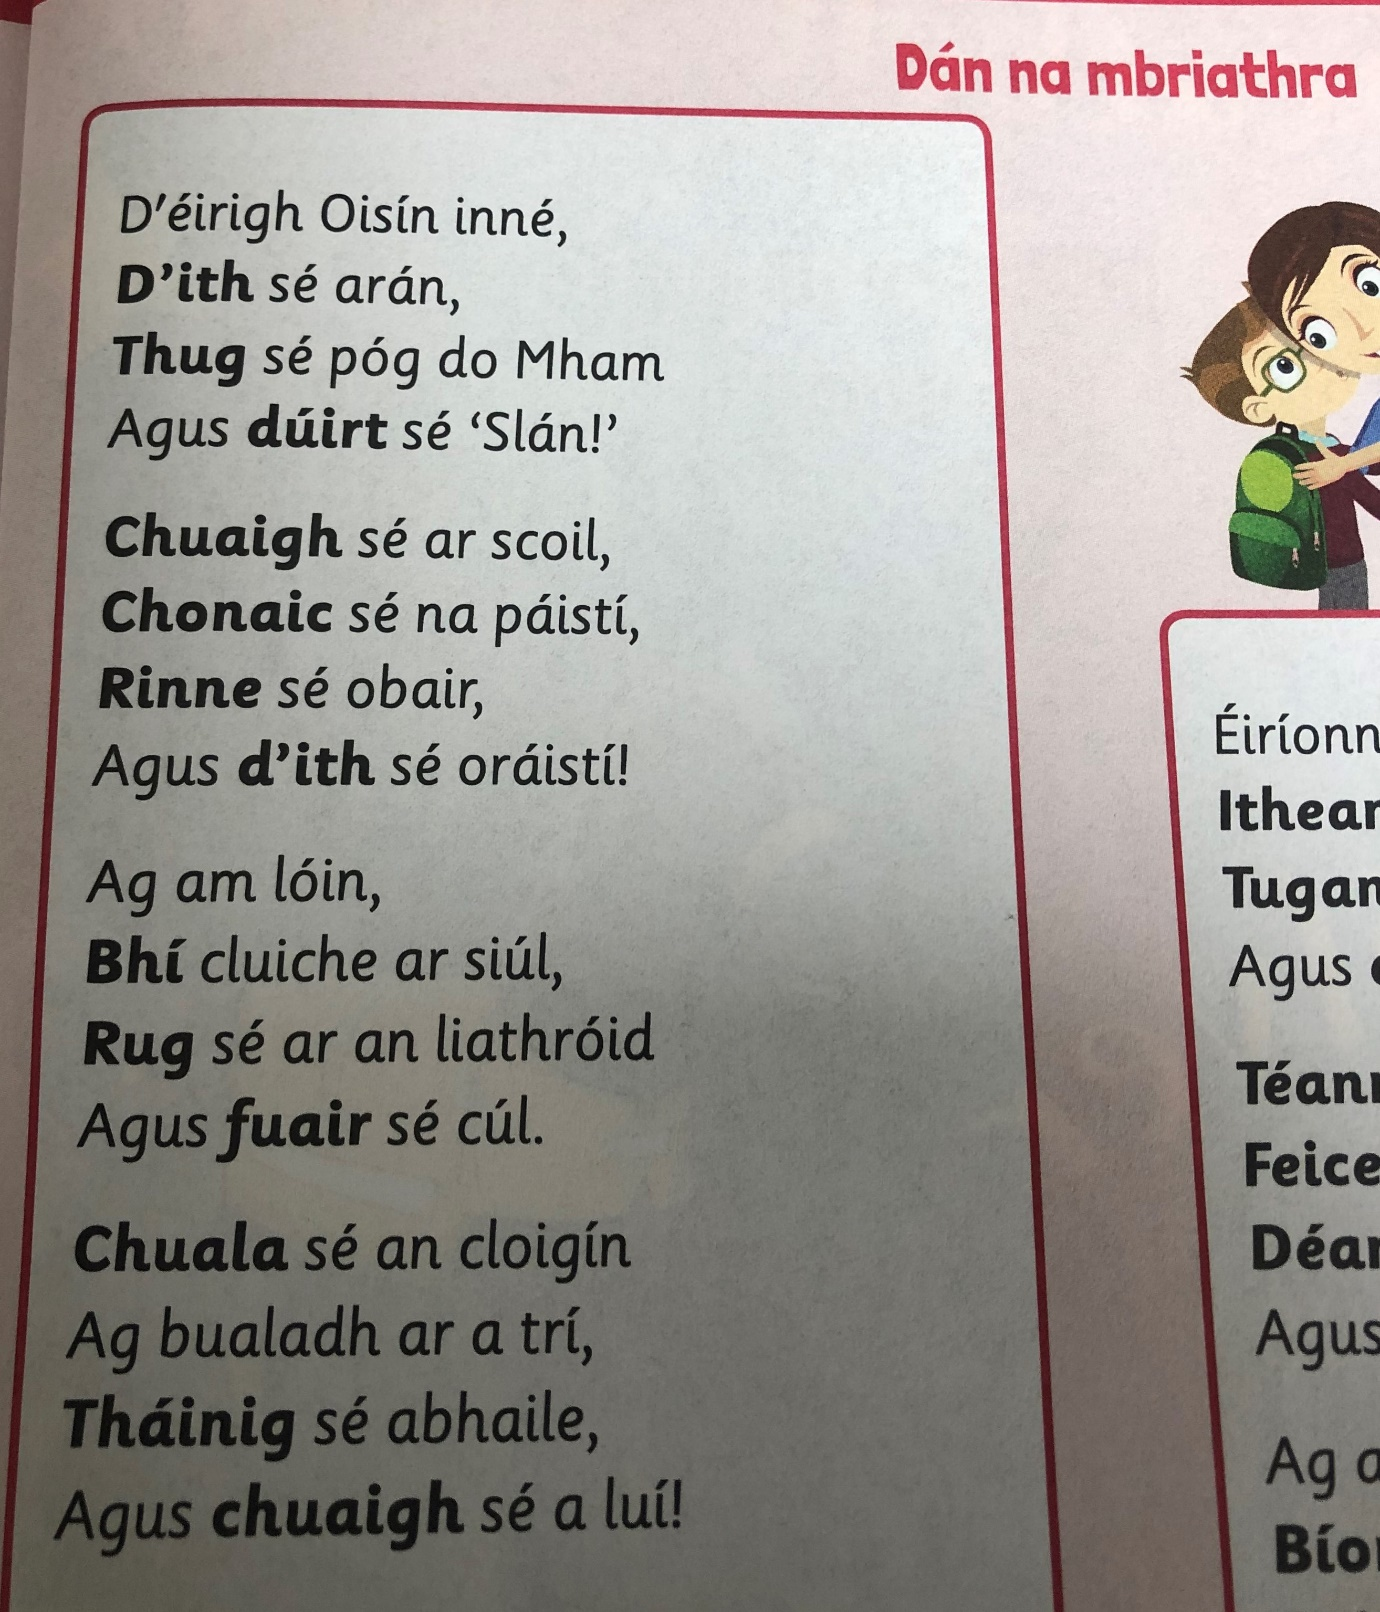 Dán na mbriathra
D'éirigh Oisín inné,
D'ith sé arán,
Thug sé póg do Mham
Agus dúirt sé ‘Slán!’
Chuaigh sé ar scoil,
Chonaic sé na páistí,
Rinne sé obair,
Agus d'ith sé oráistí!
Ag am lóin,
Bhí cluiche ar siúl,
Rug sé ar an liathróid
Agus fuair sé cúl.
Chuala sé an cloigín
Ag bualadh ar a trí,
Tháinig sé abhaile,
Agus chuaigh sé a luí!
Éiríonn
Agus
Agus
Ag